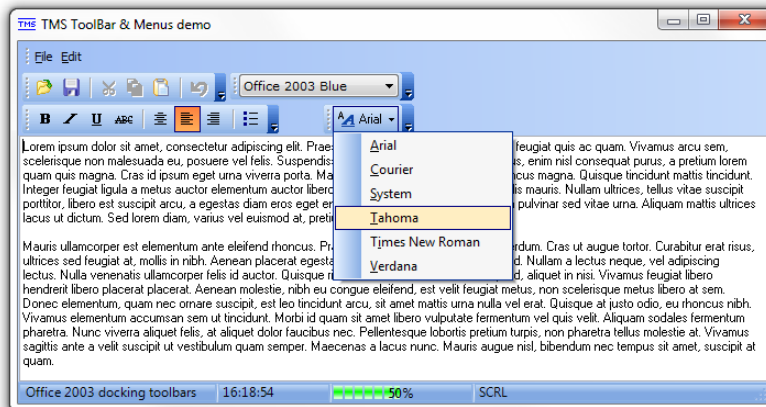 TMS TMS ToolBar & Menus demo
File Edit
Office 2003 Blue
B I U ABC Arial
Lorem ipsum dolor sit amet, consectetur adipiscing elit. Praes feugiat quis ac quam. Vivamus arcu sem,
scelerisque non malesuada eu, posuere vel felis. Suspendis s, enim nisl consequat purus, a pretium lorem
quam quis magna. Cras id ipsum eget urna viverra porta. Ma ncus magna. Quisque tincidunt mattis tincidunt.
Integer feugiat ligula a metus auctor elementum auctor liberc is mauris. Nullam ultrices, tellus vitae suscipit
porttitor, libero est suscipit arcu, a egestas diam eros eget er pulvinar sed vitae urna. Aliquam mattis ultrices
lacus ut dictum. Sed lorem diam, varius vel euismod at, preti
Arial
Courier
System
Tahoma
Times New Roman
Verdana
Mauris ullamcorper est elementum ante eleifend rhoncus. Pra erdum. Cras ut augue tortor. Curabitur erat risus,
ultrices sed feugiat at, mollis in nibh. Aenean placerat egesta d. Nullam a lectus neque, vel adipiscing
lectus. Nulla venenatis ullamcorper felis id auctor. Quisque r d, aliquet in nisi. Vivamus feugiat libero
hendrerit libero placerat placerat. Aenean molestie, nibh eu congue eleifend, est velit feugiat metus, non scelerisque metus libero at sem.
Donec elementum, quam nec ornare suscipit, est leo tincidunt arcu, sit amet mattis urna nulla vel erat. Quisque at justo odio, eu rhoncus nibh.
Vivamus elementum accumsan sem ut tincidunt. Morbi id quam sit amet libero vulputate fermentum vel quis velit. Aliquam sodales fermentum
pharetra. Nunc viverra aliquet felis, at aliquet dolor faucibus nec. Pellentesque lobortis pretium turpis, non pharetra tellus molestie at. Vivamus
sagittis ante a velit suscipit ut vestibulum quam semper. Maecenas a lacus nunc. Mauris augue nisl, bibendum nec tempus sit amet, suscipit at
quam.
Office 2003 docking toolbars 16:18:54 50% SCRL